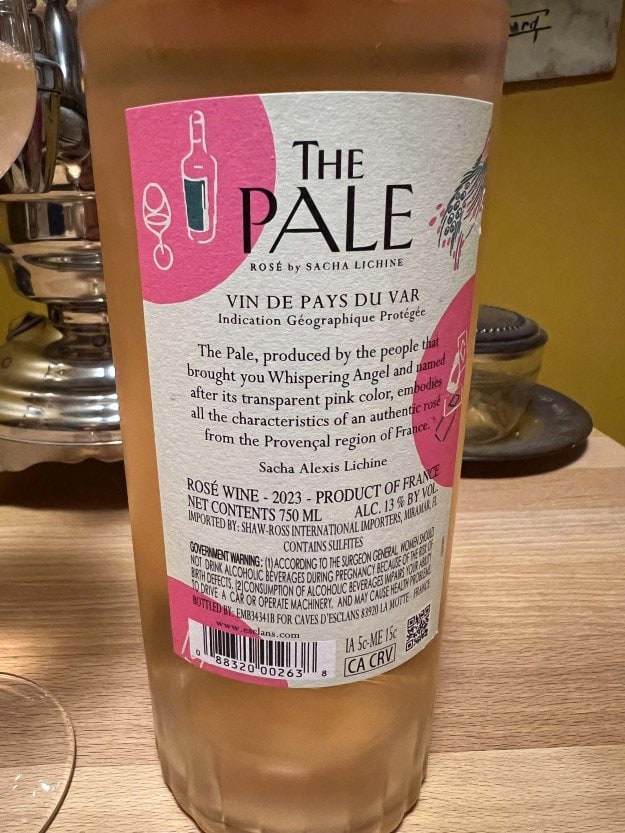 THE
PALE
ROSÉ by SACHA LICHINE
VIN DE PAYS DU VAR
Indication Géographique Protégée
The Pale, produced by the people that
brought you Whispering Angel and named
after its transparent pink color, embodies
all the characteristics of an authentic rosé
from the Provençal region of France.
Sacha Alexis Lichine
ROSÉ WINE - 2023 - PRODUCT OF FRANCE
NET CONTENTS 750 ML ALC. 13 % BY VOL.
IMPORTED BY: SHAW-ROSS INTERNATIONAL IMPORTERS, MIRAMAR, FL
CONTAINS SULFITES
GOVERNMENT WARNING: (1) ACCORDING TO THE SURGEON GENERAL, WOMEN SHOULD
NOT DRINK ALCOHOLIC BEVERAGES DURING PREGNANCY BECAUSE OF THE RISK OF
BIRTH DEFECTS. (2) CONSUMPTION OF ALCOHOLIC BEVERAGES IMPAIRS YOUR ABILITY
TO DRIVE A CAR OR OPERATE MACHINERY, AND MAY CAUSE HEALTH PROBLEMS.
BOTTLED BY: EMB34341B FOR CAVES D'ESCLANS 83920 LA MOTTE - FRANCE
www.esclans.com
0 88320 00263 8
IA 5c-ME 15c
CA CRV